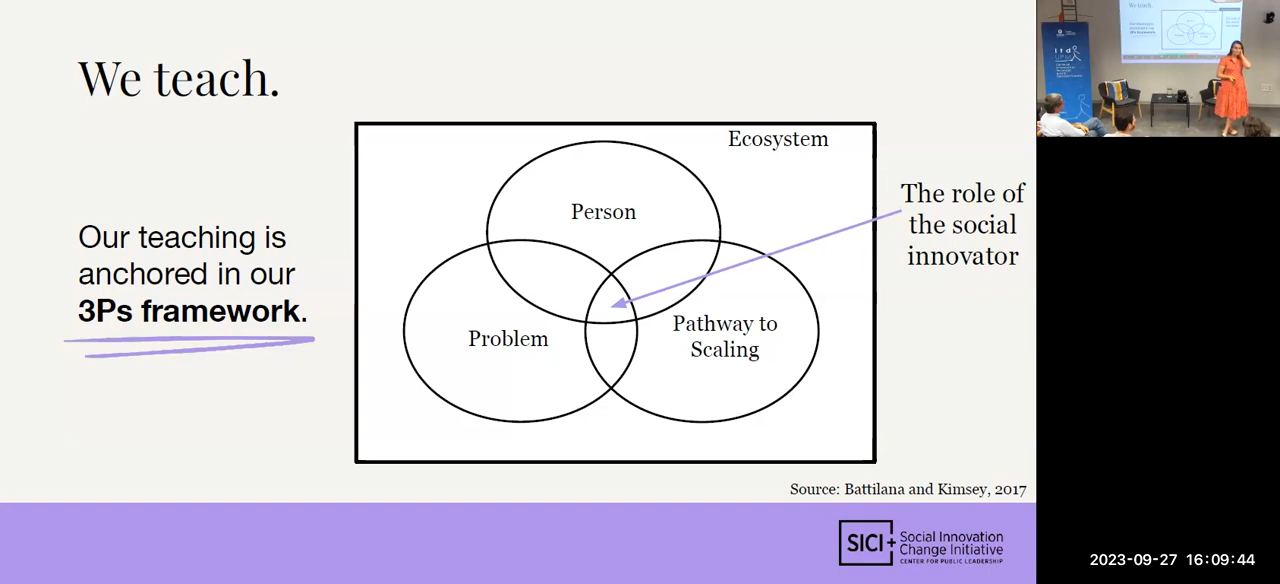 We teach.
Our teaching is
anchored in our
3Ps framework.
Ecosystem
Person
Problem
Pathway to
Scaling
The role of
the social
innovator
Source: Battilana and Kimsey, 2017
SICI+
Social Innovation
Change Initiative
CENTER FOR PUBLIC LEADERSHIP
We teach.
2023-09-27 16:09:44